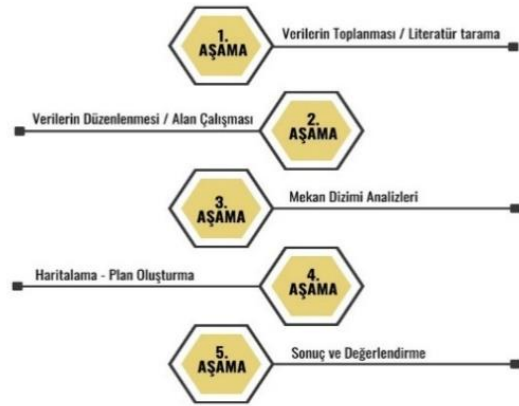 1.
AŞAMA
Verilerin Toplanması / Literatür tarama
Verilerin Düzenlenmesi / Alan Çalışması
2.
AŞAMA
3.
AŞAMA
Mekan Dizimi Analizleri
Haritalama - Plan Oluşturma
4.
AŞAMA
5.
AŞAMA
Sonuç ve Değerlendirme